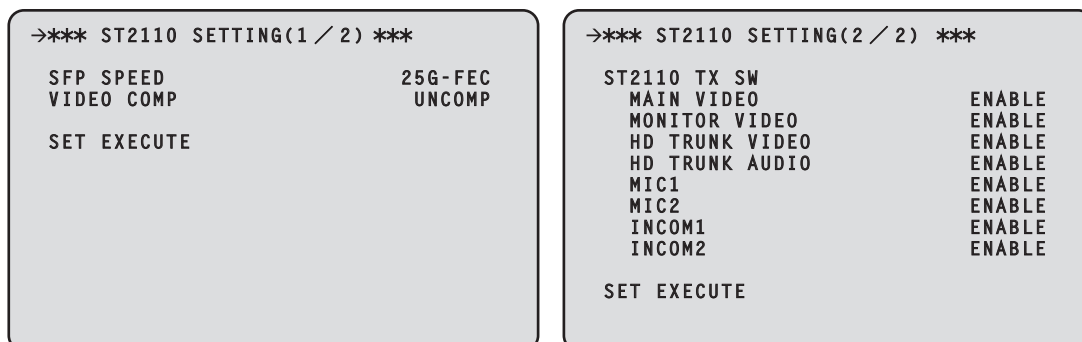 →*** ST2110 SETTING(1／2) ***
SFP SPEED 25G-FEC
VIDEO COMP UNCOMP
SET EXECUTE
→*** ST2110 SETTING(2／2) ***
ST2110 TX SW
MAIN VIDEO ENABLE
MONITOR VIDEO ENABLE
HD TRUNK VIDEO ENABLE
HD TRUNK AUDIO ENABLE
MIC1 ENABLE
MIC2 ENABLE
INCOM1 ENABLE
INCOM2 ENABLE
SET EXECUTE